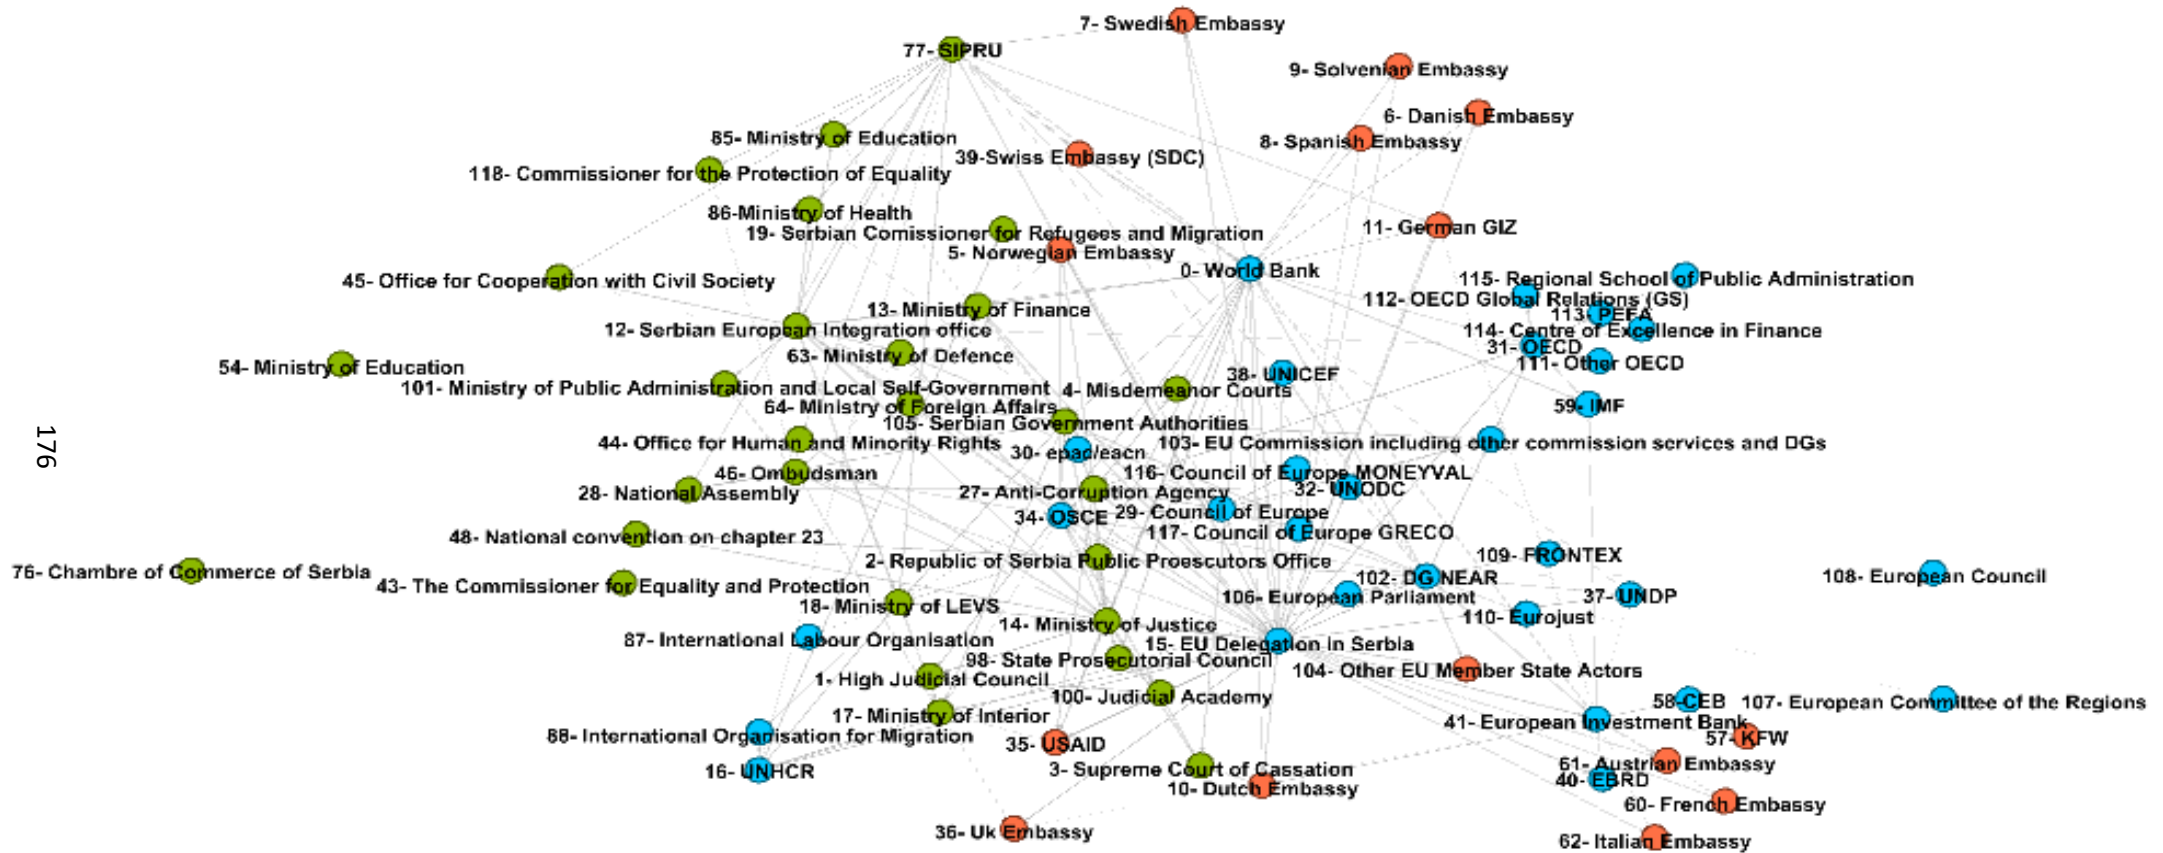 7- Swedish Embassy
77- SIPRU
9- Solvenian Embassy
6- Danish Embassy
85- Ministry of Education
8- Spanish Embassy
39-Swiss Embassy (SDC)
118- Commissioner for the Protection of Equality
86-Ministry of Health
11- German GIZ
19- Serbian Comissioner for Refugees and Migration
5- Norwegian Embassy
0- World Bank
45- Office for Cooperation with Civil Society
115- Regional School of Public Administration
112- OECD Global Relations (GS)
13- Ministry of Finance
113- PEFA
12- Serbian European Integration office
114- Centre of Excellence in Finance
31- OECD
63- Ministry of Defence
111- Other OECD
54- Ministry of Education
38- UNICEF
101- Ministry of Public Administration and Local Self-Government
4- Misdemeanor Courts
64- Ministry of Foreign Affairs
59- IMF
105- Serbian Government Authorities
44- Office for Human and Minority Rights
103- EU Commission including other commission services and DGs
30- epac/eacn
46- Ombudsman
116- Council of Europe MONEYVAL
28- National Assembly
27- Anti-Corruption Agency
32- UNODC
176
34- OSCE
29- Council of Europe
117- Council of Europe GRECO
48- National convention on chapter 23
109- FRONTEX
2- Republic of Serbia Public Proescutors Office
76- Chambre of Commerce of Serbia
102- DG NEAR
108- European Council
43- The Commissioner for Equality and Protection
106- European Parliament
37- UNDP
18- Ministry of LEVS
110- Eurojust
14- Ministry of Justice
87- International Labour Organisation
15- EU Delegation in Serbia
98- State Prosecutorial Council
104- Other EU Member State Actors
1- High Judicial Council
100- Judicial Academy
58-CEB
107- European Committee of the Regions
17- Ministry of Interior
41- European Investment Bank
88- International Organisation for Migration
35- USAID
57- KFW
61- Austrian Embassy
16- UNHCR
3- Supreme Court of Cassation
40- EBRD
10- Dutch Embassy
60- French Embassy
36- Uk Embassy
62- Italian Embassy